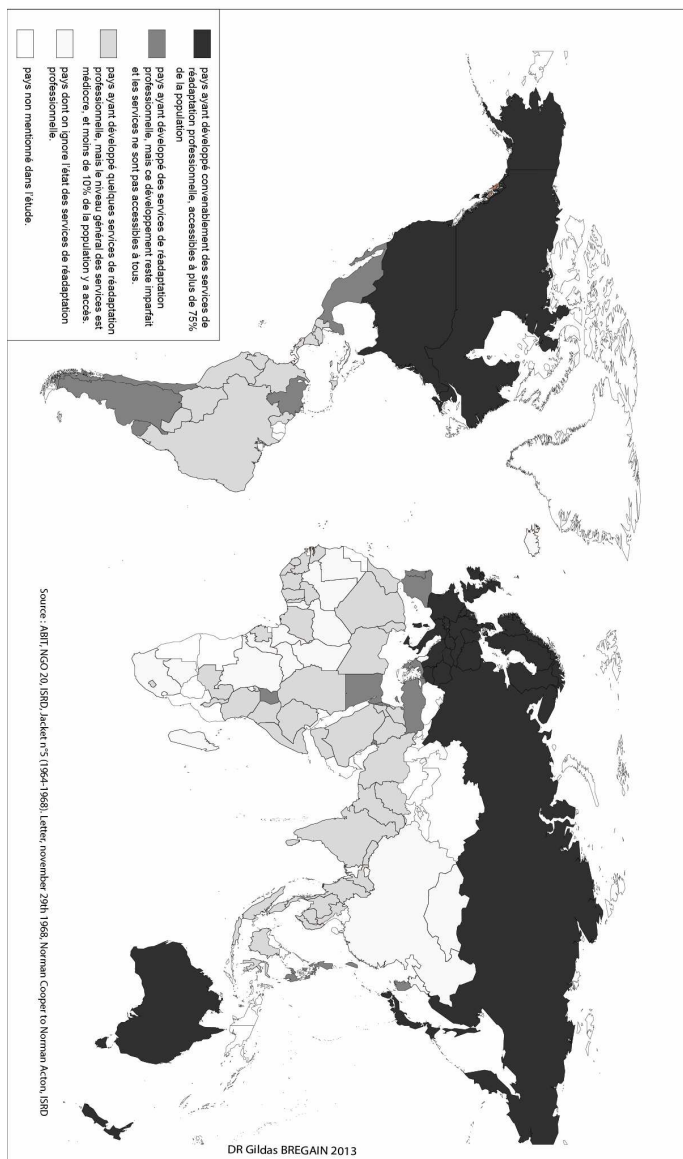 pays ayant développé convenablement des services de
réadaptation professionnelle, accessibles à plus de 75%
de la population
pays ayant développé des services de réadaptation
professionnelle, mais ce développement reste imparfait
et les services ne sont pas accessibles à tous.
pays ayant développé quelques services de réadaptation
professionnelle, mais le niveau général des services est
médiocre, et moins de 10% de la population y a accès.
pays dont on ignore l'état des services de réadaptation
professionnelle.
pays non mentionné dans l'étude.
Source : ABIT, NGO 20, ISRD, Jacket n°5 (1964-1968). Letter, november 29th 1968, Norman Cooper to Norman Acton, ISRD
DR Gildas BREGAIN 2013